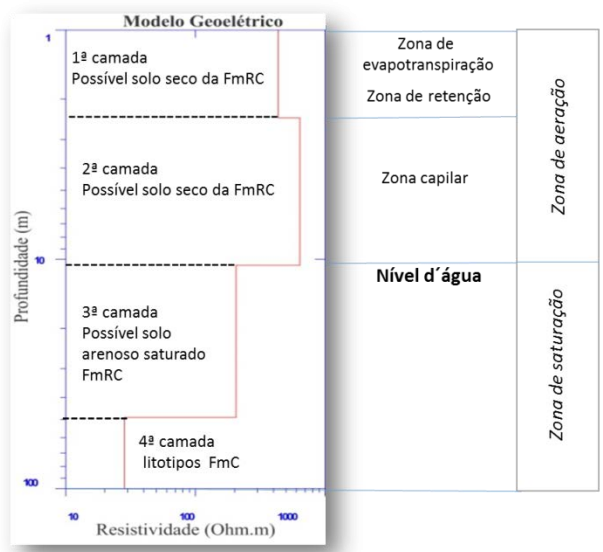 Modelo Geoelétrico
1
1ª camada
Possível solo seco da FmRC
2ª camada
Possível solo seco da FmRC
10
3ª camada
Possível solo
arenoso saturado
FmRC
4ª camada
litotipos FmC
100
Profundidade (m)
10
100
1000
Resistividade (Ohm.m)
Zona de
evapotranspiração
Zona de retenção
Zona capilar
Nível d´água
Zona de aeração
Zona de saturação